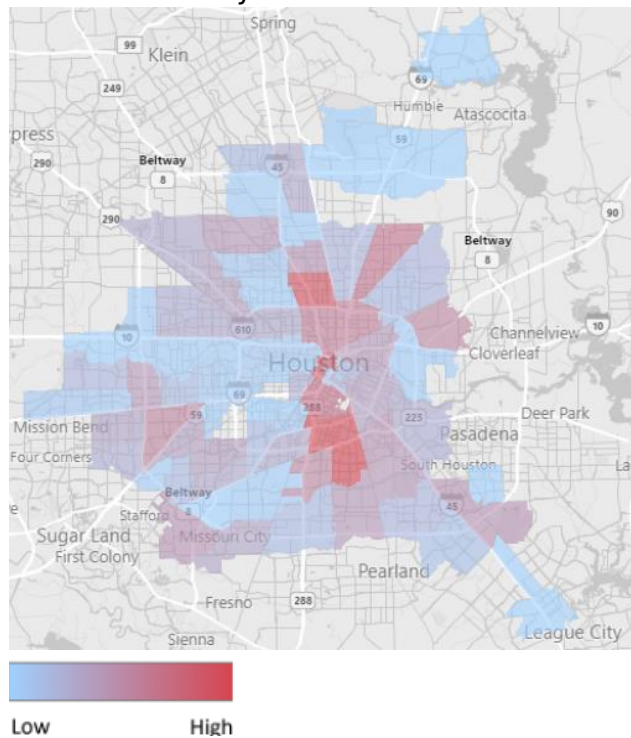 Spring
99
Klein
249
69
Humble
Atascocita
press
59
290
Beltway
8
45
290
90
Beltway
8
610
10
10
Channelview
Cloverleaf
Houston
69
59
288
225
Deer Park
Mission Bend
Pasadena
Four Corners
South Houston
La
Beltway
8
45
Stafford
Sugar Land
Missouri City
First Colony
Pearland
Fresno
288
League City
Sienna
Low High